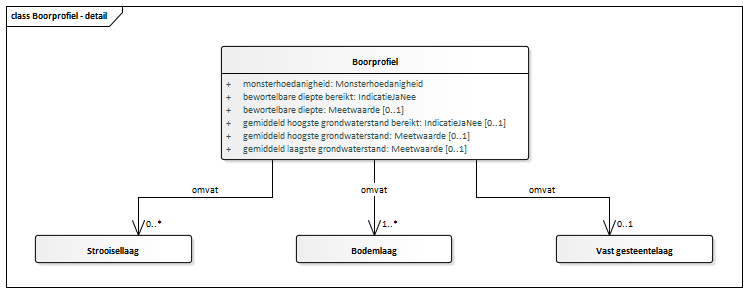 class Boorprofiel - detail
Boorprofiel
+ monsterhoedanigheid: Monsterhoedanigheid
+ bewortelbare diepte bereikt: IndicatieJaNee
+ bewortelbare diepte: Meetwaarde [0..1]
+ gemiddeld hoogste grondwaterstand bereikt: IndicatieJaNee [0..1]
+ gemiddeld hoogste grondwaterstand: Meetwaarde [0..1]
+ gemiddeld laagste grondwaterstand: Meetwaarde [0..1]
omvat omvat omvat
0..* 1..* 0..1
Strooisellaag Bodemlaag Vast gesteentelaag